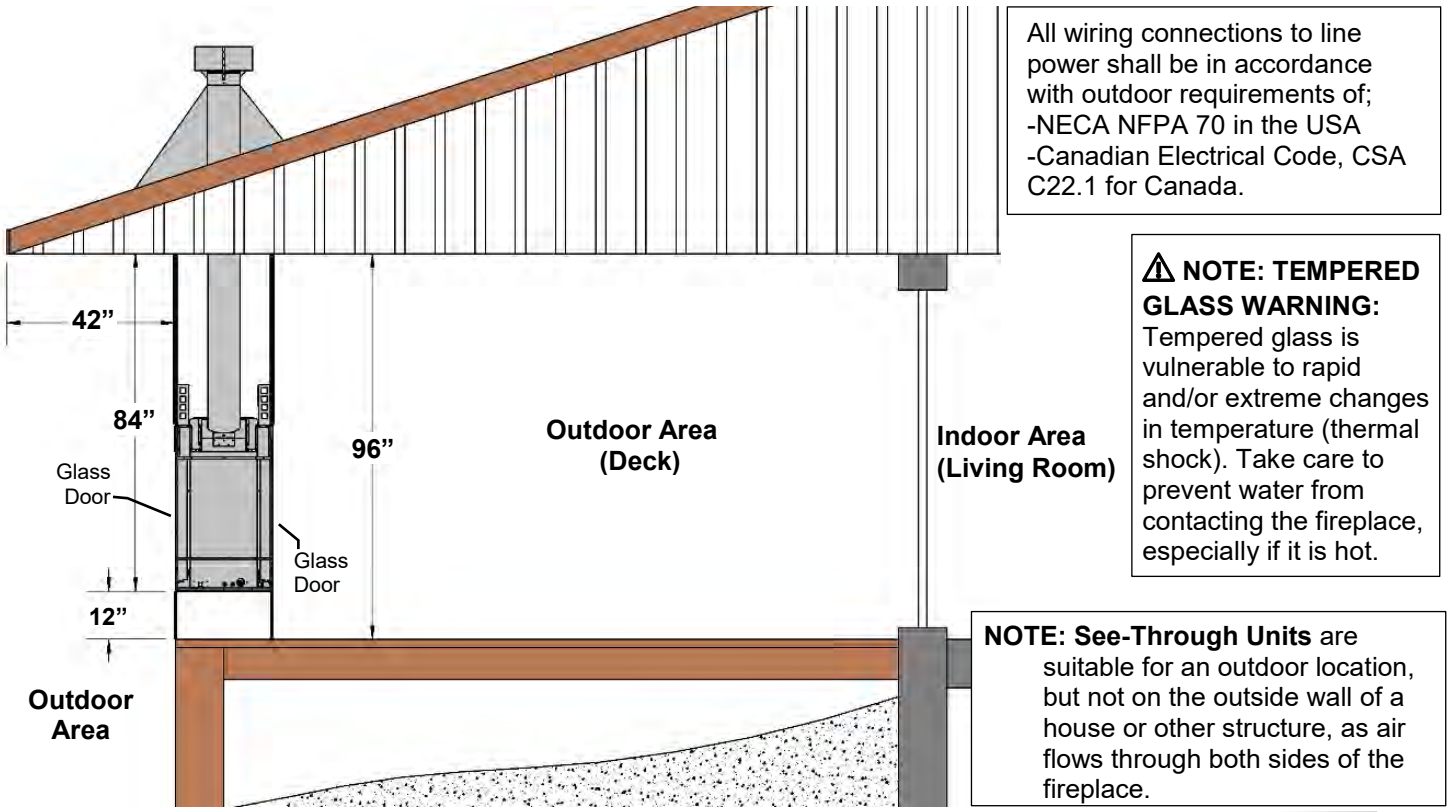 All wiring connections to line
power shall be in accordance
with outdoor requirements of;
-NECA NFPA 70 in the USA
-Canadian Electrical Code, CSA
C22.1 for Canada.
⚠ NOTE: TEMPERED
GLASS WARNING:
Tempered glass is
vulnerable to rapid
and/or extreme changes
in temperature (thermal
shock). Take care to
prevent water from
contacting the fireplace,
especially if it is hot.
42”
84”
96”
Outdoor Area
(Deck)
Indoor Area
(Living Room)
Glass
Door
Glass
Door
12”
Outdoor
Area
NOTE: See-Through Units are
suitable for an outdoor location,
but not on the outside wall of a
house or other structure, as air
flows through both sides of the
fireplace.